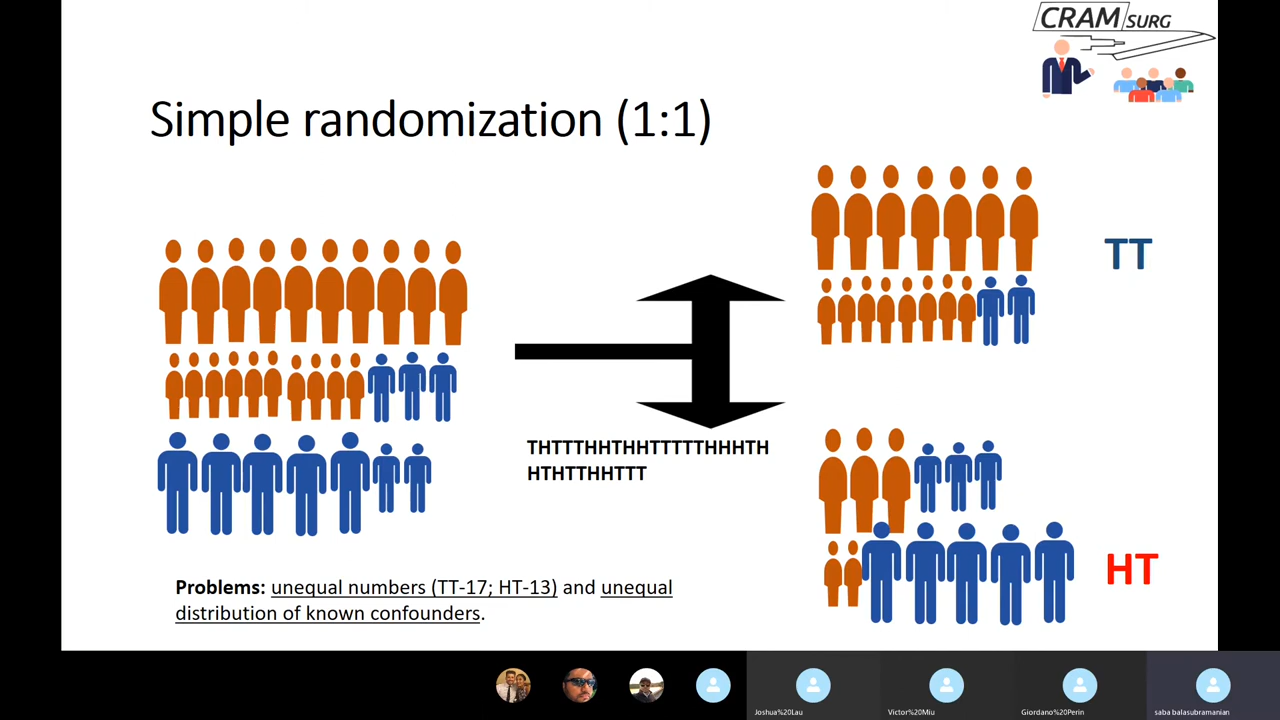 CRAM SURG
Simple randomization (1:1)
TT
THTTTHHTHHTTTTTHHHTH
HTHTTHHTTT
HT
Problems: unequal numbers (TT-17; HT-13) and unequal
distribution of known confounders.
Joshua%20Lau
Victor%20Miu
Giordano%20Perin
saba balasubramanian